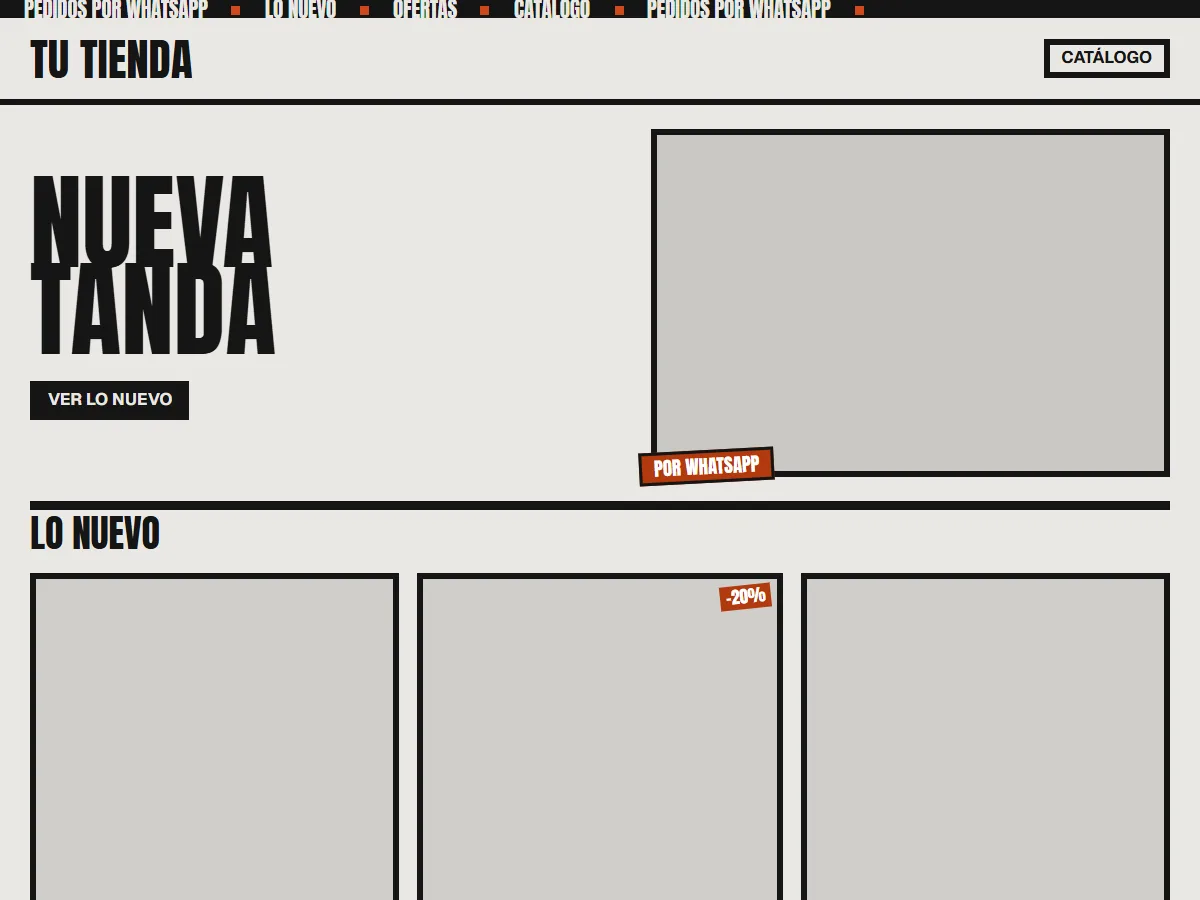 PEDIDOS POR WHATSAPP LO NUEVO OFERTAS CATÁLOGO PEDIDOS POR WHATSAPP
TU TIENDA
CATÁLOGO
NUEVA
TANDA
VER LO NUEVO
POR WHATSAPP
LO NUEVO
-20%